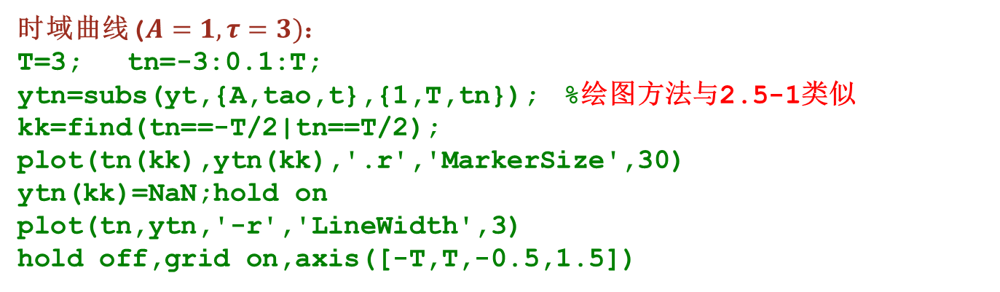 时域曲线(A = 1, τ = 3):
T=3;   tn=-3:0.1:T;
ytn=subs(yt,{A,tao,t},{1,T,tn});  %绘图方法与2.5-1类似
kk=find(tn==-T/2|tn==T/2);
plot(tn(kk),ytn(kk),'.r','MarkerSize',30)
ytn(kk)=NaN;hold on
plot(tn,ytn,'-r','LineWidth',3)
hold off,grid on,axis([-T,T,-0.5,1.5])